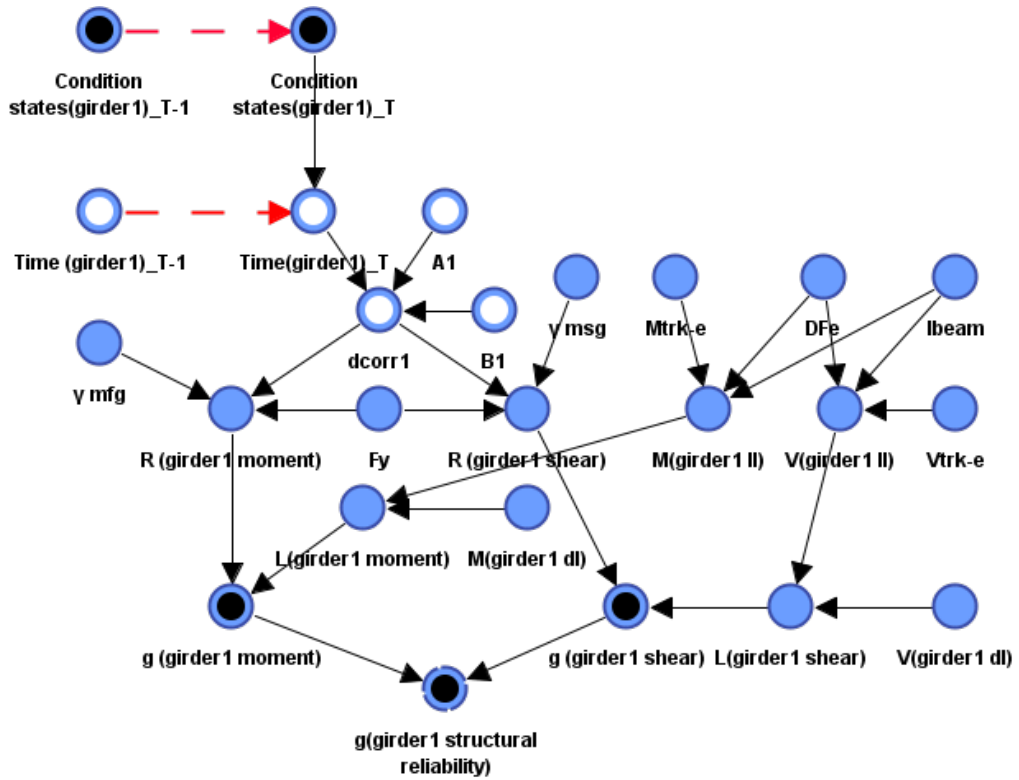 Condition
states(girder1)_T-1
Condition
states(girder1)_T
Time (girder1)_T-1
Time(girder1)_T
A1
γ msg
Mtrk-e
DFe
Ibeam
dcorr1
B1
γ mfg
R (girder1 moment)
Fy
R (girder1 shear)
M(girder1 ll)
V(girder1 ll)
Vtrk-e
L(girder1 moment)
M(girder1 dl)
g (girder1 moment)
g (girder1 shear)
L(girder1 shear)
V(girder1 dl)
g(girder1 structural
reliability)